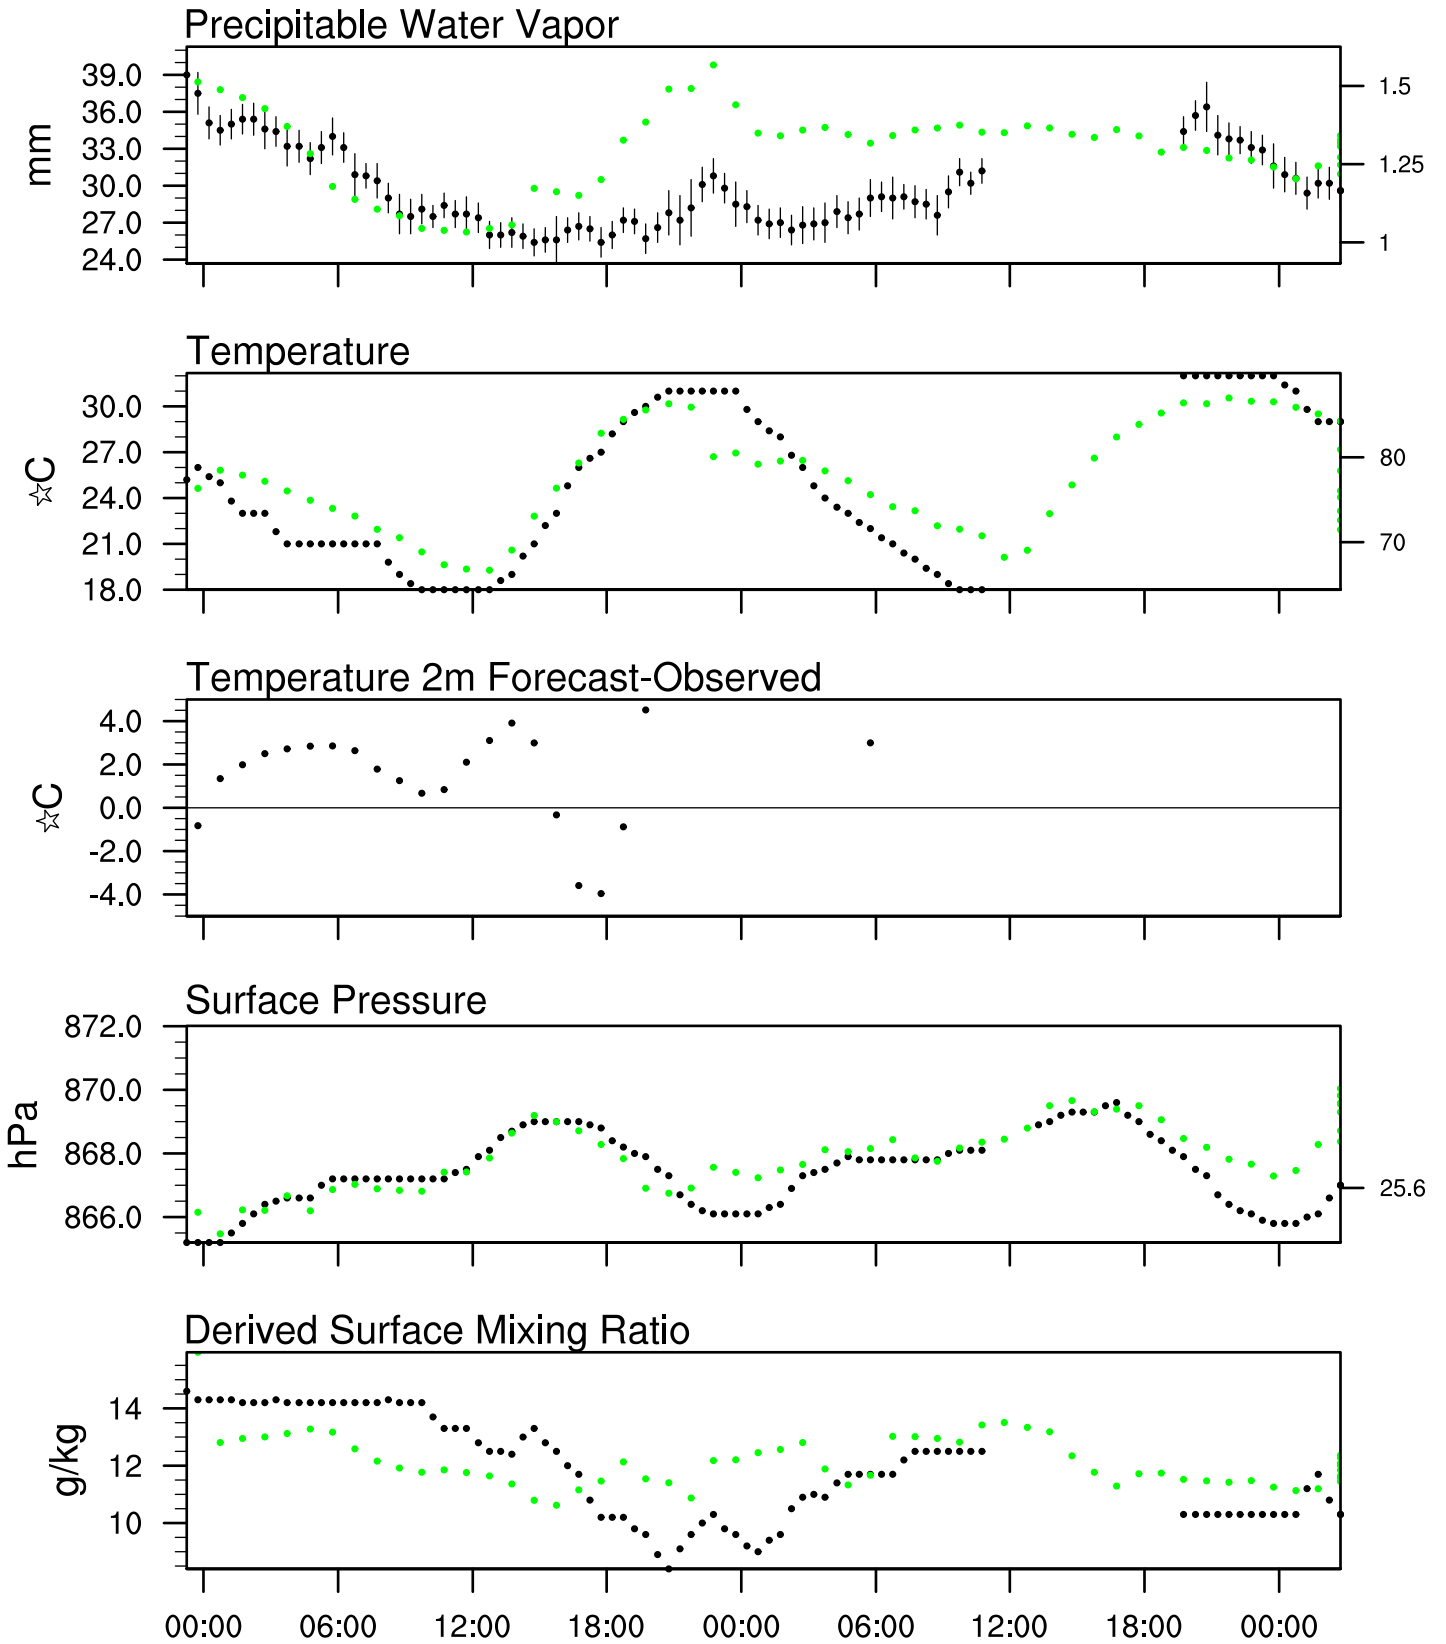 Precipitable Water Vapor
39.0
36.0
33.0
30.0
27.0
24.0
mm
1.5
1.25
1
Temperature
30.0
27.0
24.0
21.0
18.0
☆C
80
70
Temperature 2m Forecast-Observed
4.0
2.0
0.0
-2.0
-4.0
☆C
Surface Pressure
872.0
870.0
868.0
866.0
hPa
25.6
Derived Surface Mixing Ratio
14
12
10
g/kg
00:00 06:00 12:00 18:00 00:00 06:00 12:00 18:00 00:00